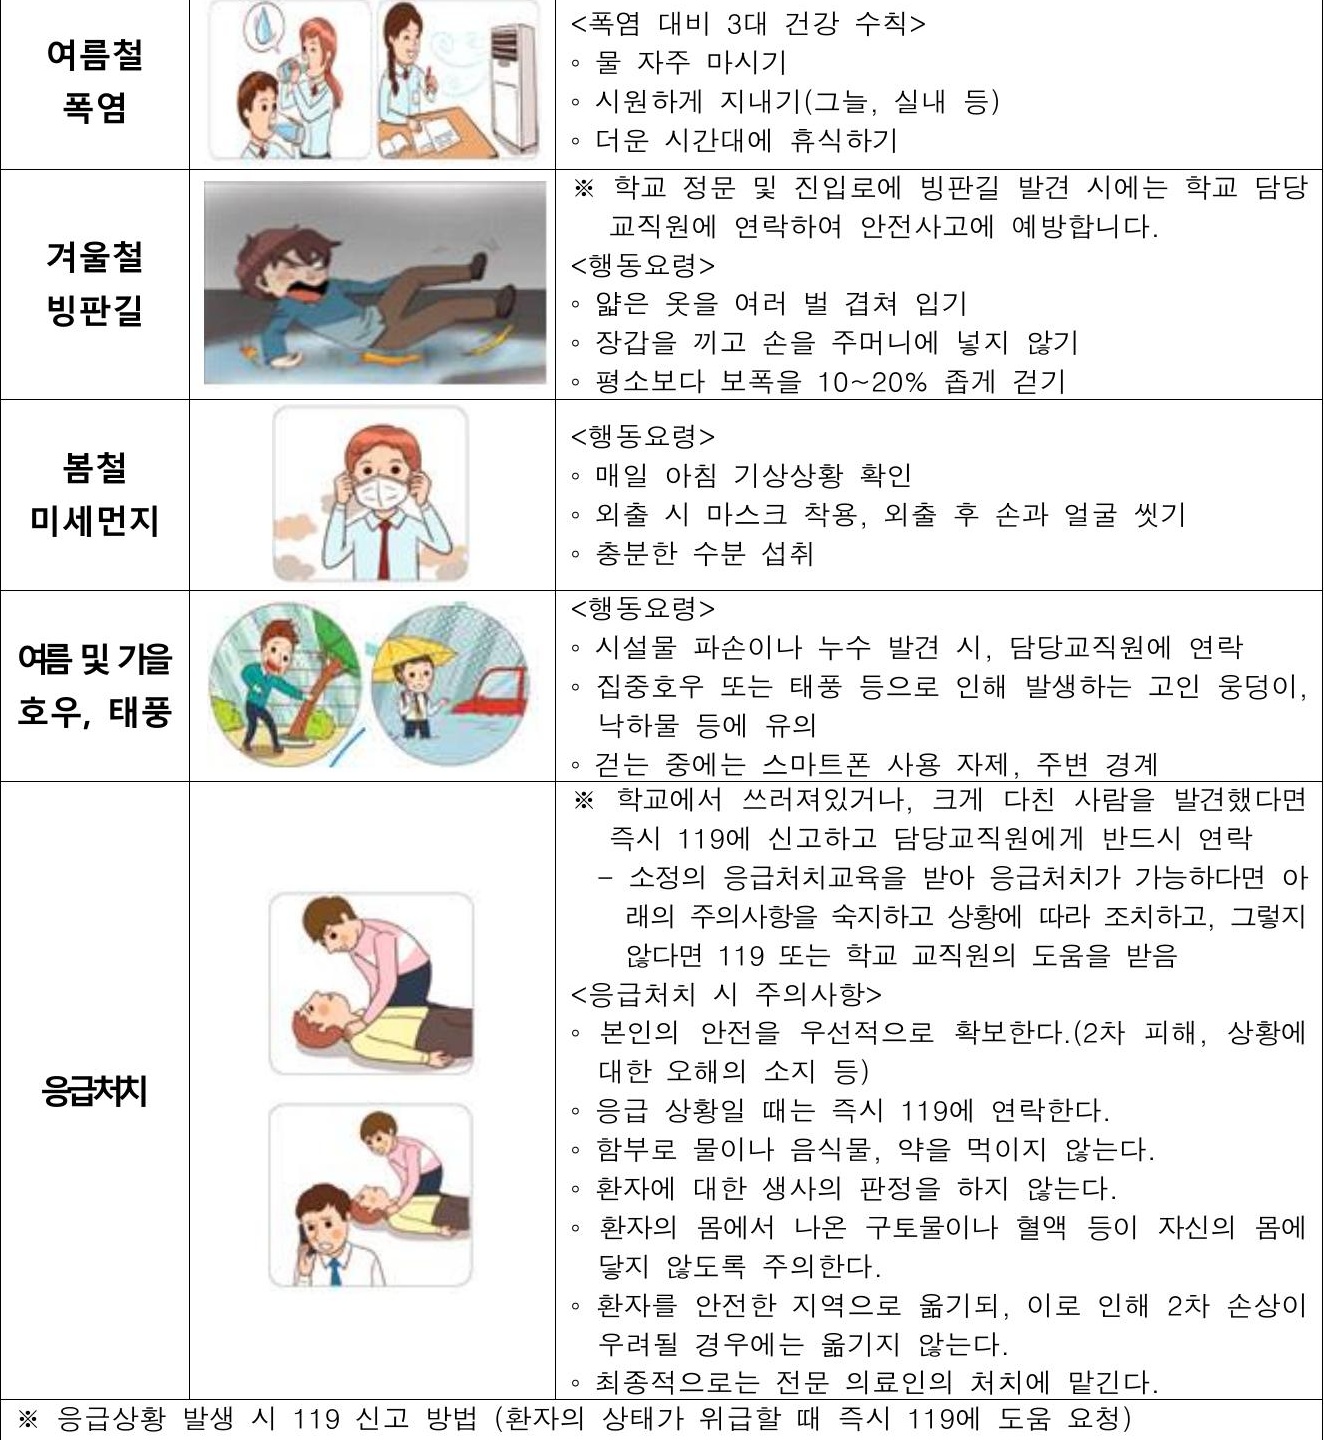 여름철
폭염
<폭염 대비 3대 건강 수칙>
◦ 물 자주 마시기
◦ 시원하게 지내기(그늘, 실내 등)
◦ 더운 시간대에 휴식하기
겨울철
빙판길
※ 학교 정문 및 진입로에 빙판길 발견 시에는 학교 담당
교직원에 연락하여 안전사고에 예방합니다.
<행동요령>
◦ 얇은 옷을 여러 벌 겹쳐 입기
◦ 장갑을 끼고 손을 주머니에 넣지 않기
◦ 평소보다 보폭을 10~20% 좁게 걷기
봄철
미세먼지
<행동요령>
◦ 매일 아침 기상상황 확인
◦ 외출 시 마스크 착용, 외출 후 손과 얼굴 씻기
◦ 충분한 수분 섭취
여름 및 가을
호우, 태풍
<행동요령>
◦ 시설물 파손이나 누수 발견 시, 담당교직원에 연락
◦ 집중호우 또는 태풍 등으로 인해 발생하는 고인 웅덩이,
낙하물 등에 유의
◦ 걷는 중에는 스마트폰 사용 자제, 주변 경계
응급처치
※ 학교에서 쓰러져있거나, 크게 다친 사람을 발견했다면
즉시 119에 신고하고 담당교직원에게 반드시 연락
- 소정의 응급처치교육을 받아 응급처치가 가능하다면 아
래의 주의사항을 숙지하고 상황에 따라 조치하고, 그렇지
않다면 119 또는 학교 교직원의 도움을 받음
<응급처치 시 주의사항>
◦ 본인의 안전을 우선적으로 확보한다.(2차 피해, 상황에
대한 오해의 소지 등)
◦ 응급 상황일 때는 즉시 119에 연락한다.
◦ 함부로 물이나 음식물, 약을 먹이지 않는다.
◦ 환자에 대한 생사의 판정을 하지 않는다.
◦ 환자의 몸에서 나온 구토물이나 혈액 등이 자신의 몸에
닿지 않도록 주의한다.
◦ 환자를 안전한 지역으로 옮기되, 이로 인해 2차 손상이
우려될 경우에는 옮기지 않는다.
◦ 최종적으로는 전문 의료인의 처치에 맡긴다.
※ 응급상황 발생 시 119 신고 방법 (환자의 상태가 위급할 때 즉시 119에 도움 요청)